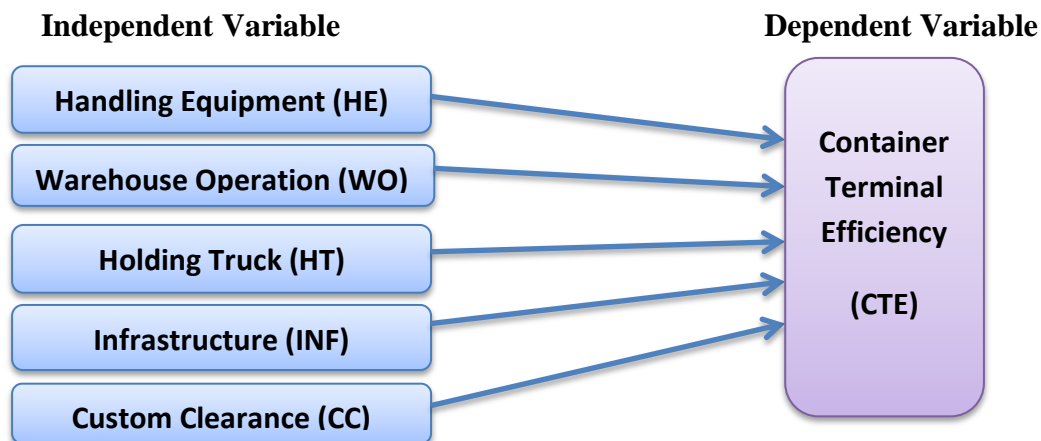 Independent Variable
Dependent Variable
Handling Equipment (HE)
Warehouse Operation (WO)
Holding Truck (HT)
Infrastructure (INF)
Custom Clearance (CC)
Container
Terminal
Efficiency
(CTE)